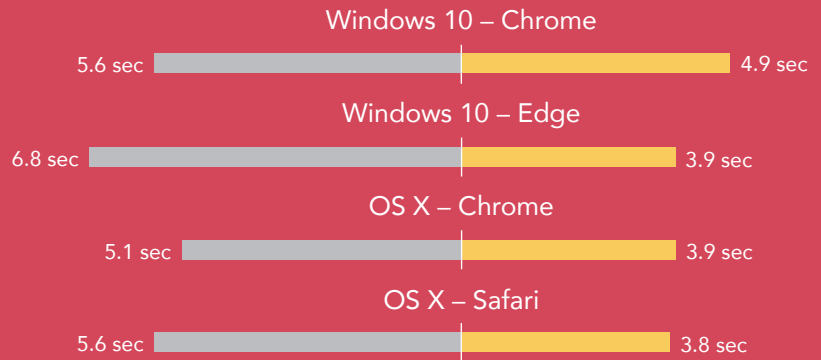 Windows 10 – Chrome
5.6 sec 4.9 sec
Windows 10 – Edge
6.8 sec 3.9 sec
OS X – Chrome
5.1 sec 3.9 sec
OS X – Safari
5.6 sec 3.8 sec